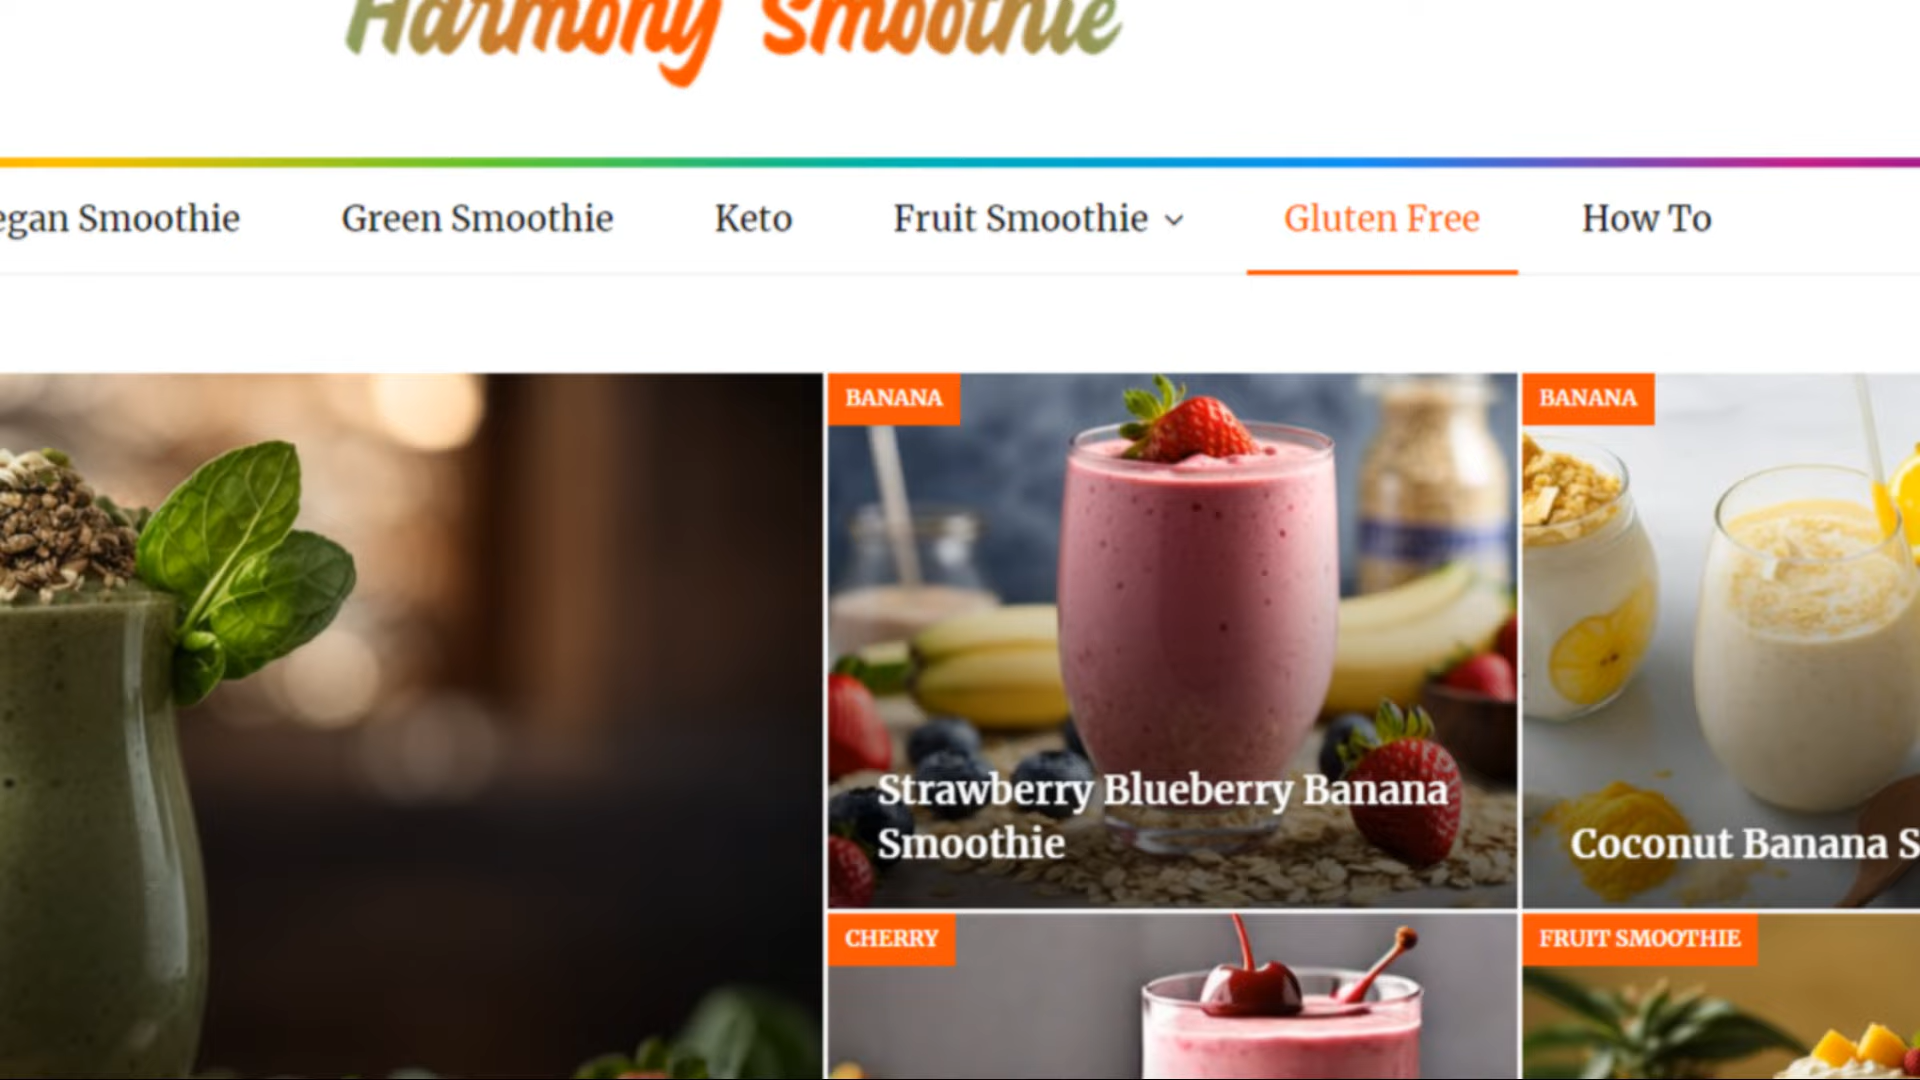 Harmony Smoothie
egan Smoothie Green Smoothie Keto Fruit Smoothie Gluten Free How To
BANANA
BANANA
Strawberry Blueberry Banana
Smoothie
Coconut Banana S
CHERRY
FRUIT SMOOTHIE